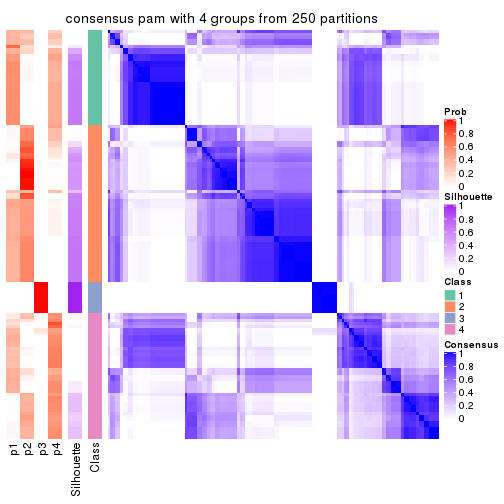 consensus pam with 4 groups from 250 partitions
Prob
1
0.8
0.6
0.4
0.2
0
Silhouette
1
0.8
0.6
0.4
0.2
0
Class
1
2
3
4
Consensus
1
0.8
0.6
0.4
0.2
0
p1
p2
p3
p4
Silhouette
Class